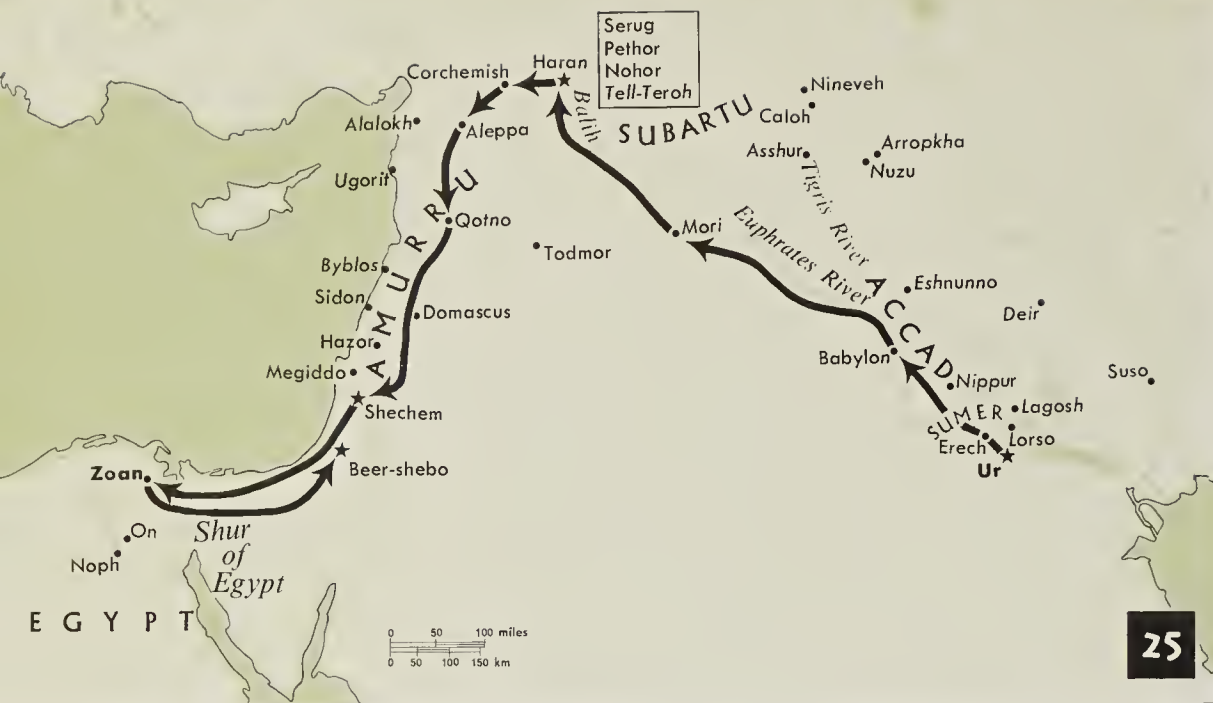 Serug
Pethor
Nohor
Tell-Teroh
Haran
Corchemish
Balih
SUBARTU
Nineveh
Caloh
Alalokh
Aleppa
Asshur
Arropkha
Nuzu
Ugorit
Tigris River
AMURRU
Qotno
Mori
Euphrates River
Todmor
Byblos
ACCAD
Eshnunno
Sidon
Deir
Damascus
Hazor
Babylon
Megiddo
Nippur
Suso
Shechem
SUMER
Lagosh
Erech
Lorso
Ur
Zoan
Beer-shebo
On
Shur
of
Egypt
Noph
EGYPT
0 50 100 miles
0 50 100 150 km
25